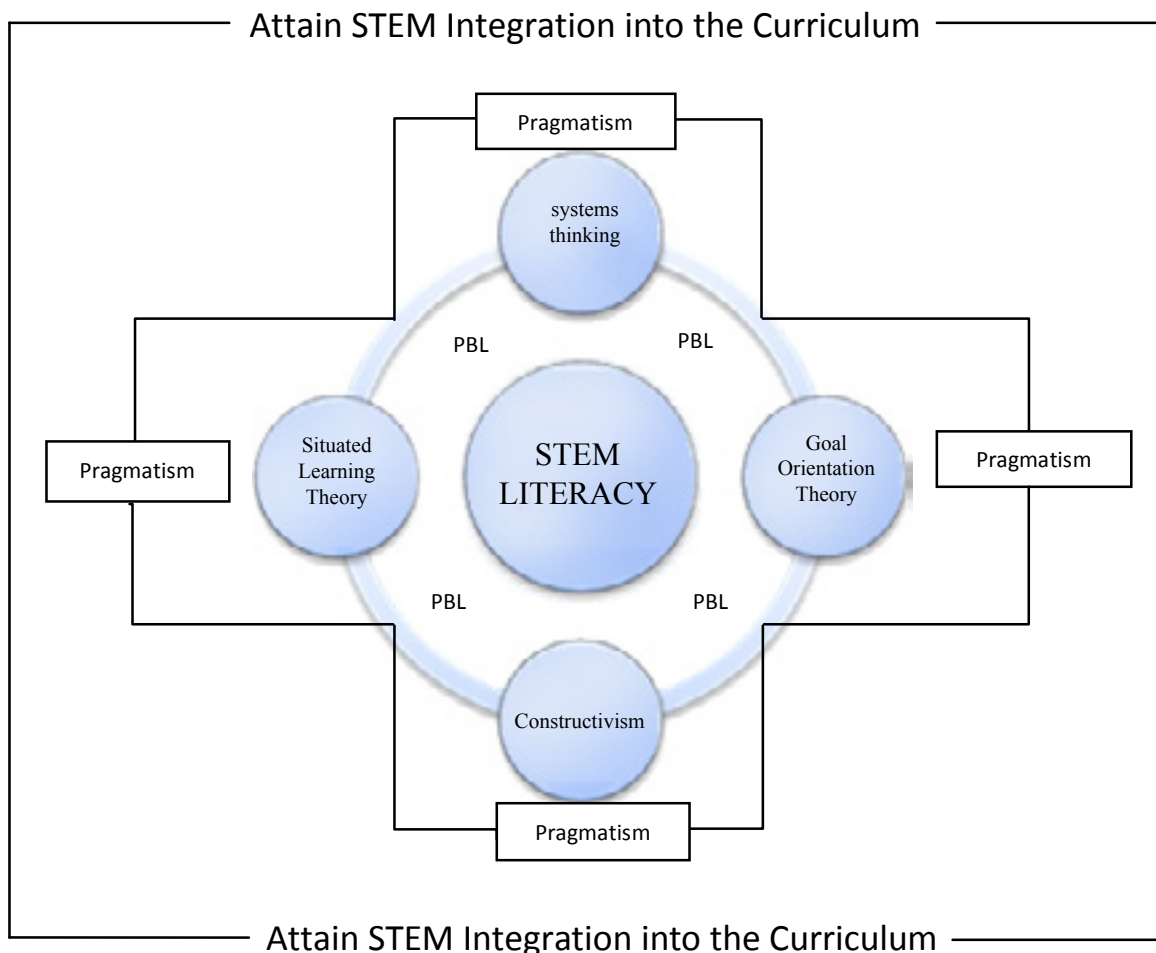 Attain STEM Integration into the Curriculum
Pragmatism
systems
thinking
PBL
PBL
Situated
Learning
Theory
STEM
LITERACY
Goal
Orientation
Theory
Pragmatism
Pragmatism
PBL
PBL
Constructivism
Pragmatism
Attain STEM Integration into the Curriculum